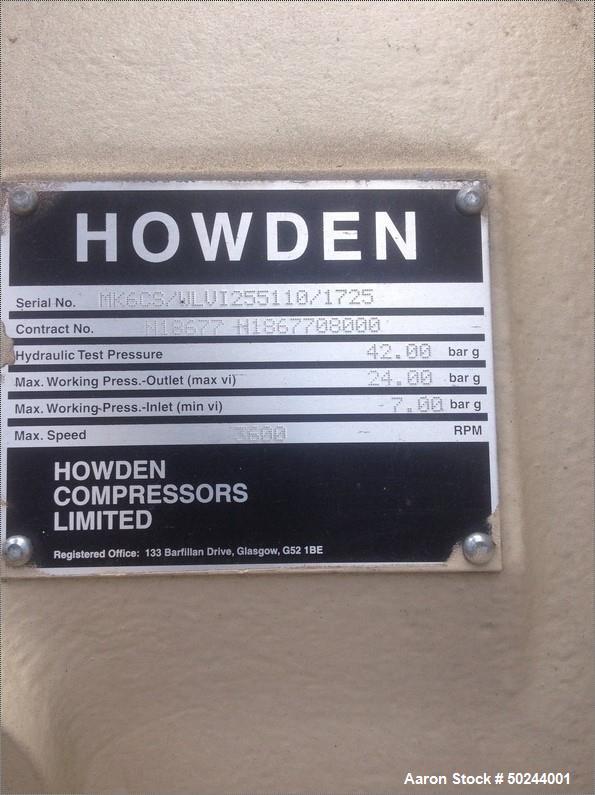 HOWDEN
Serial No. MK6CS/WLVI255110/1725
Contract No. N18677 N1867708000 -
Hydraulic Test Pressure 42.00 bar g
Max. Working Press.-Outlet (max vi) 24.00 bar g
Max. Working-Press.-Inlet (min vi) 7.00 bar g
Max. Speed 3600 ~ RPM
HOWDEN
COMPRESSORS
LIMITED
Registered Office: 133 Barfillan Drive, Glasgow, G52 1BE
Aaron Stock # 50244001